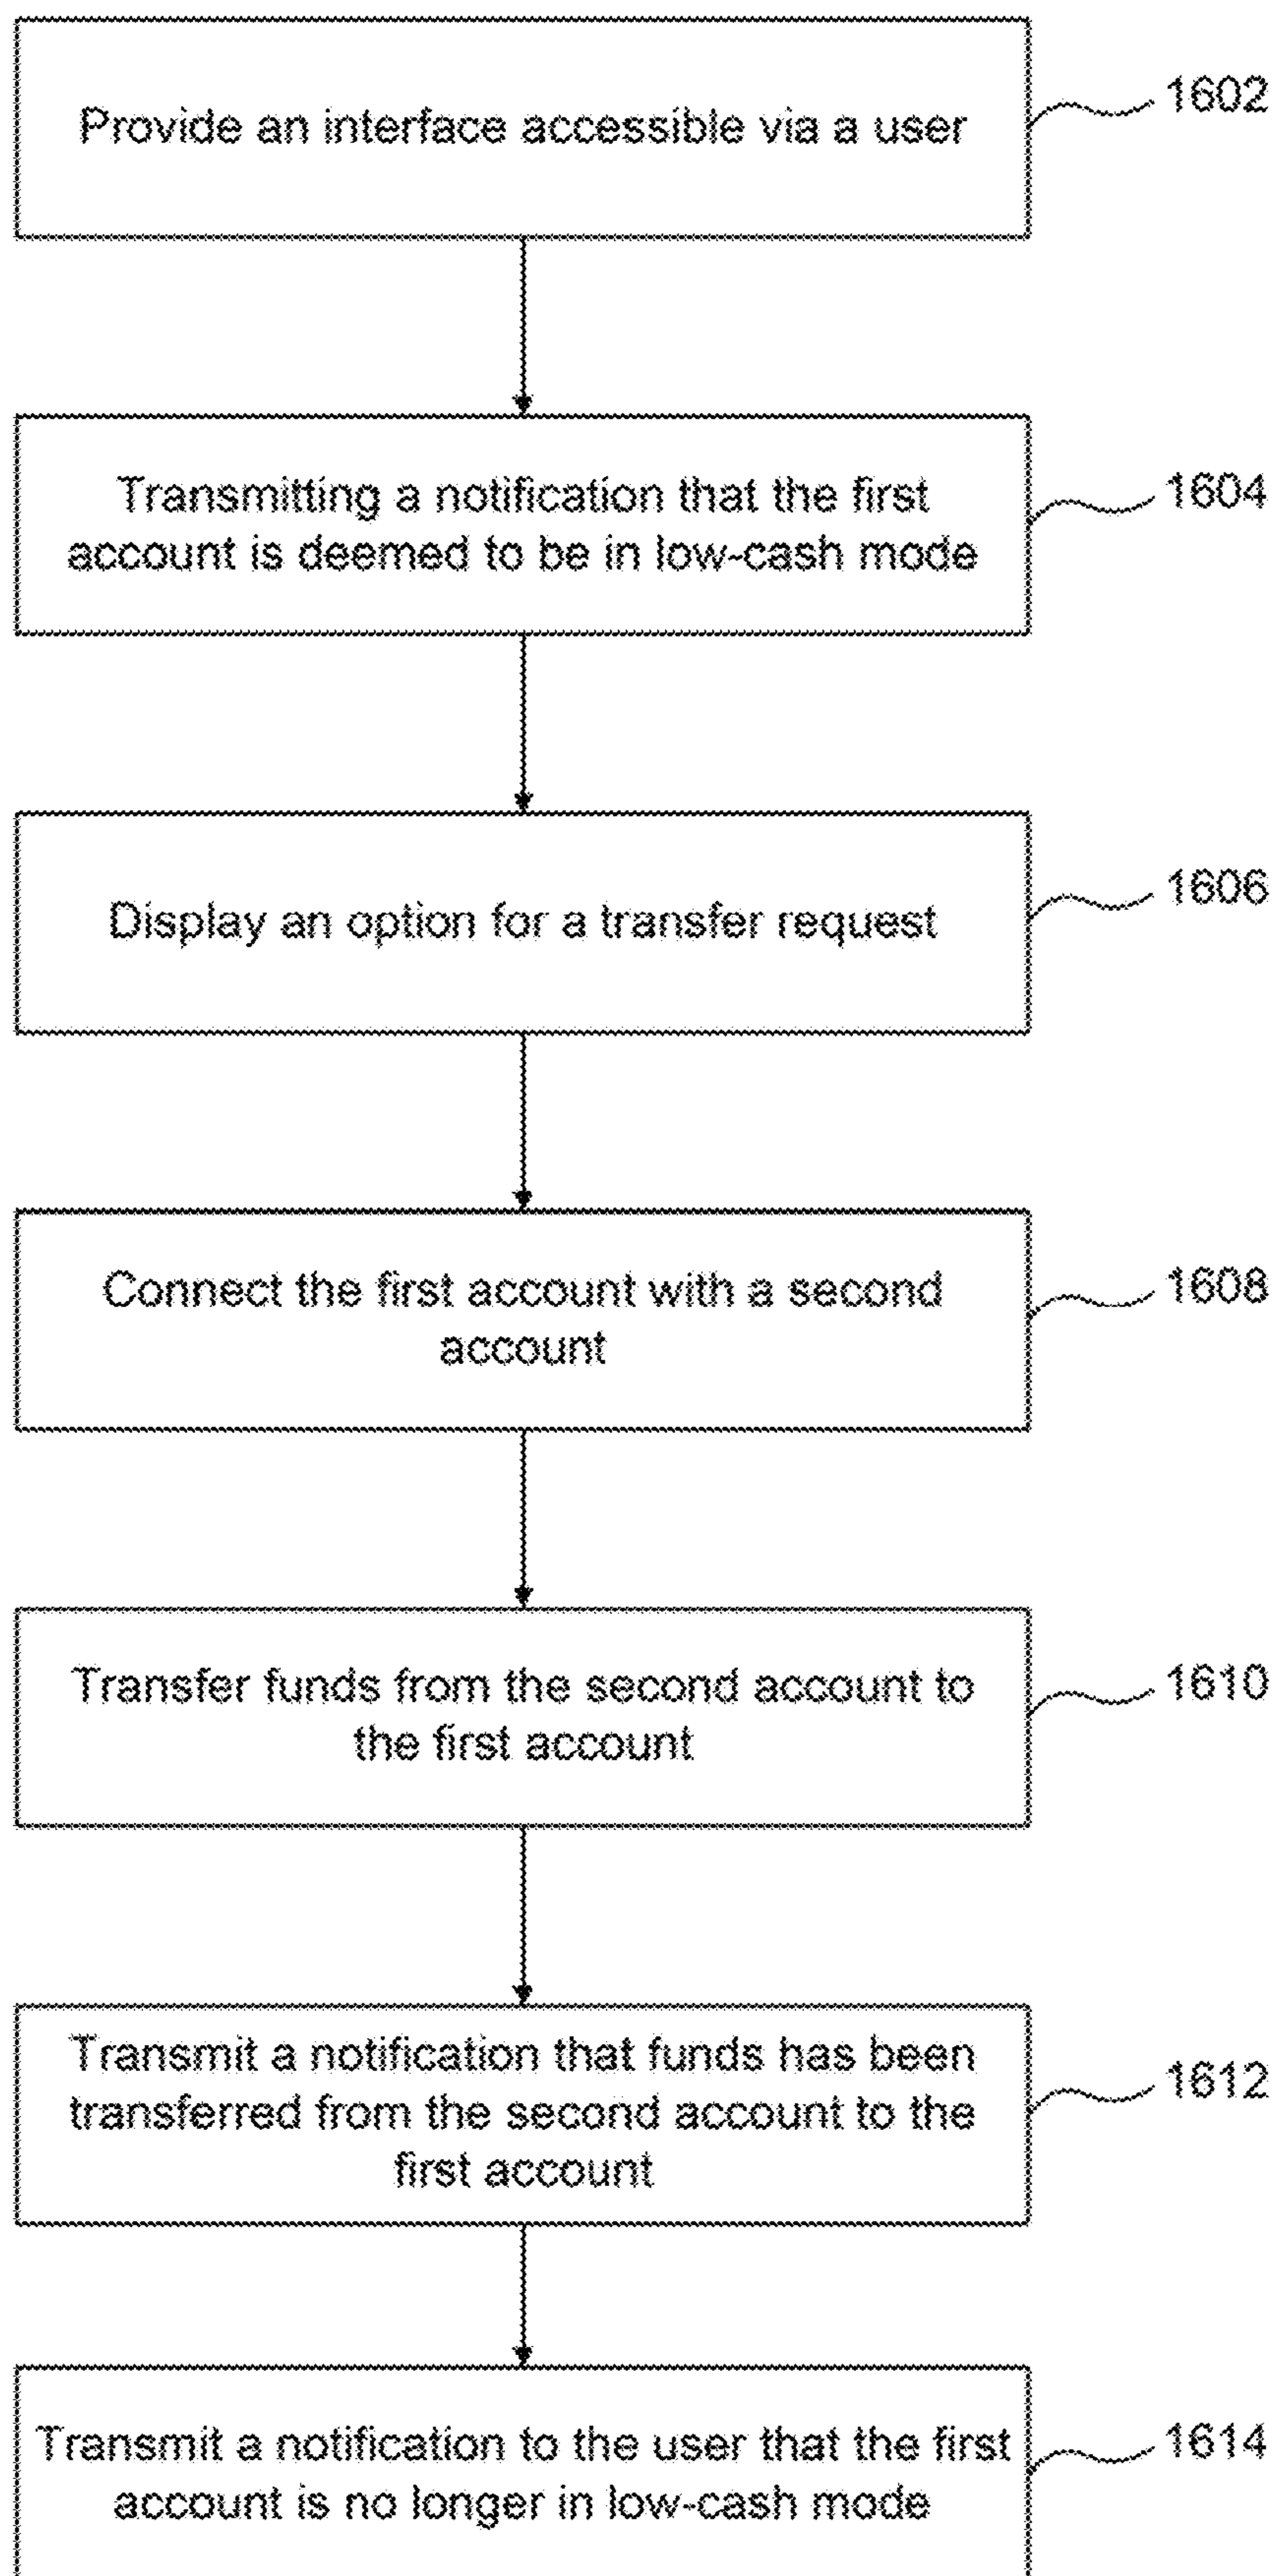 Provide an interface accessible via a user
1602
Transmitting a notification that the first
account is deemed to be in low-cash mode
1604
Display an option for a transfer request
1606
Connect the first account with a second
account
1608
Transfer funds from the second account to
the first account
1610
Transmit a notification that funds has been
transferred from the second account to the
first account
1612
Transmit a notification to the user that the first
account is no longer in low-cash mode
1614